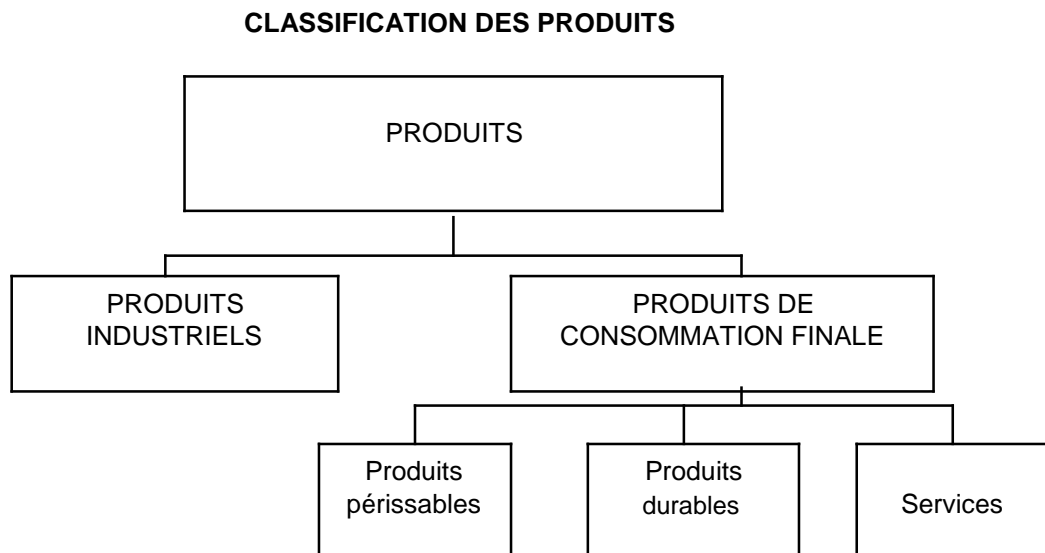 CLASSIFICATION DES PRODUITS
PRODUITS
PRODUITS
INDUSTRIELS
PRODUITS DE
CONSOMMATION FINALE
Produits
périssables
Produits
durables
Services